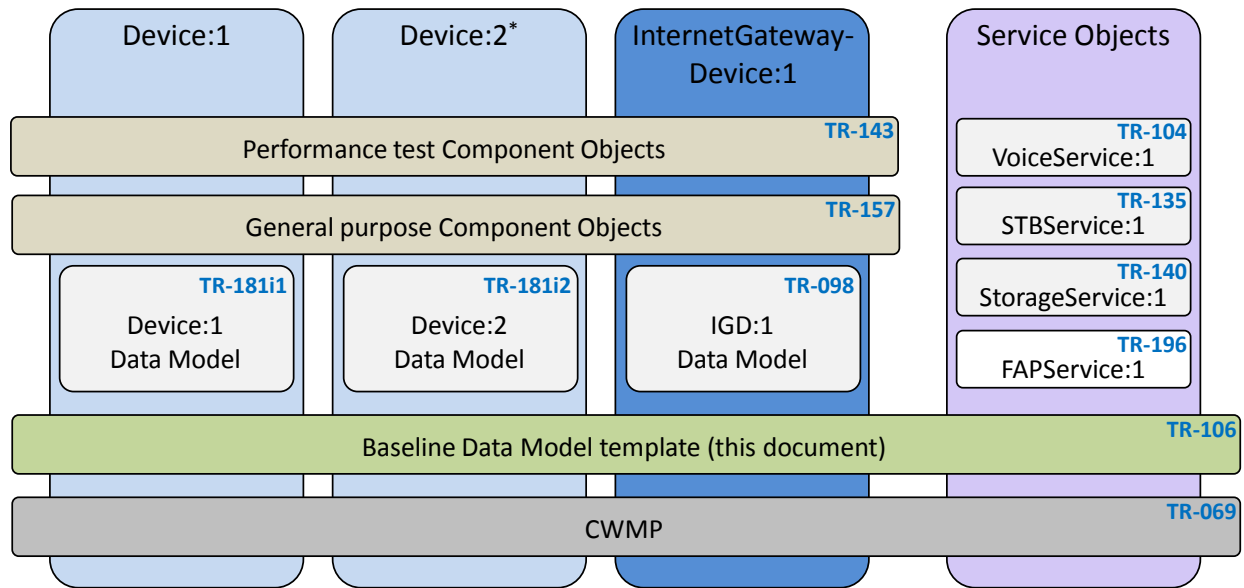 Device:1
Device:2*
InternetGateway-
Device:1
Service Objects
TR-143
Performance test Component Objects
TR-157
General purpose Component Objects
TR-104
VoiceService:1
TR-135
STBService:1
TR-140
StorageService:1
TR-196
FAPService:1
TR-181i1
Device:1
Data Model
TR-181i2
Device:2
Data Model
TR-098
IGD:1
Data Model
TR-106
Baseline Data Model template (this document)
TR-069
CWMP